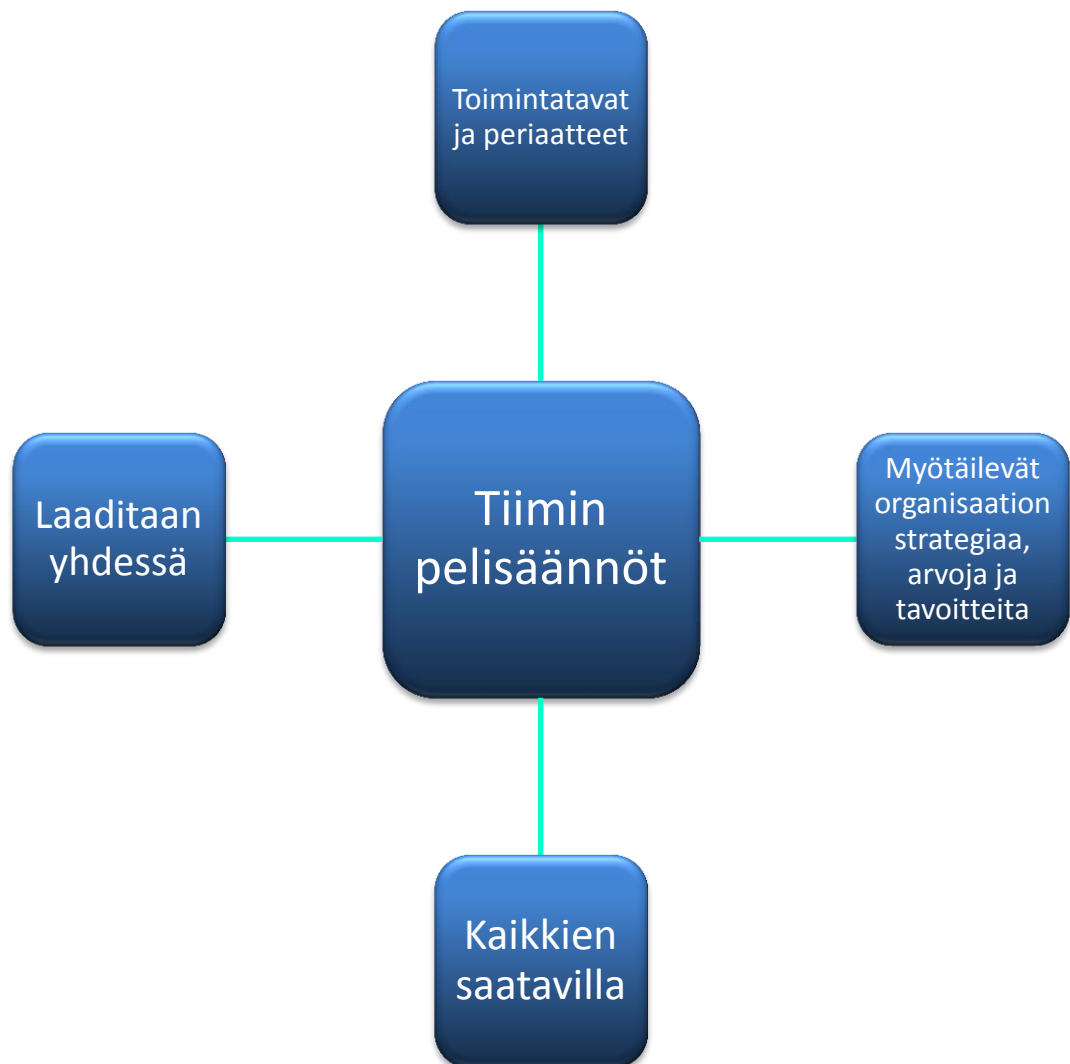 Toimintatavat
ja periaatteet
Laaditaan
yhdessä
Tiimin
pelisäännöt
Myötäilevät
organisaation
strategiaa,
arvoja ja
tavoitteita
Kaikkien
saatavilla